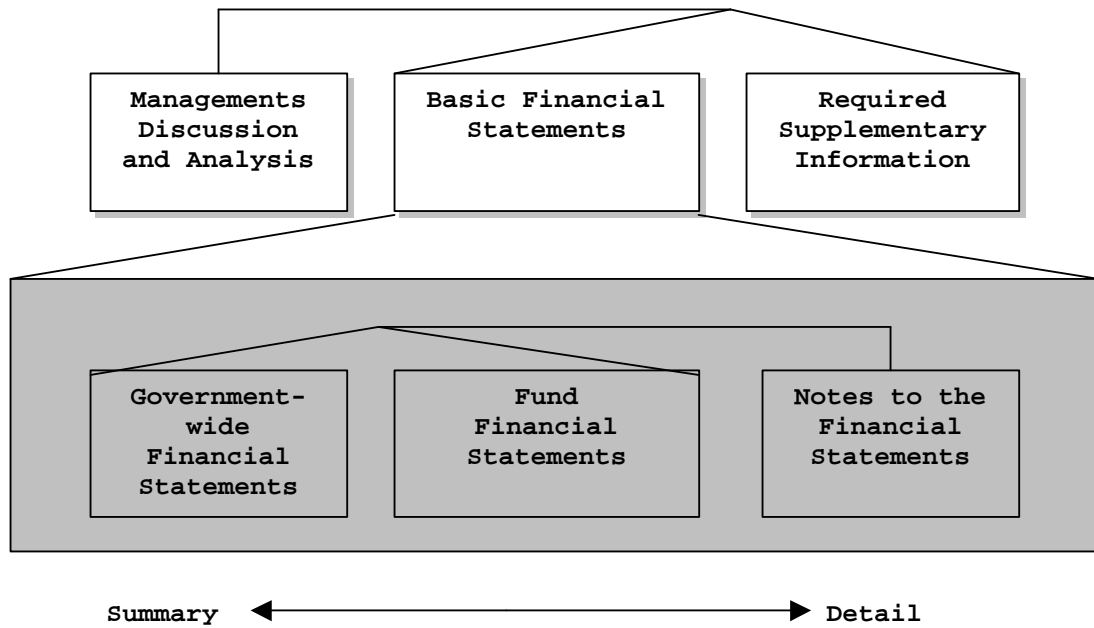 Managements
Discussion
and Analysis
Basic Financial
Statements
Required
Supplementary
Information
Government-
wide
Financial
Statements
Fund
Financial
Statements
Notes to the
Financial
Statements
Summary
Detail